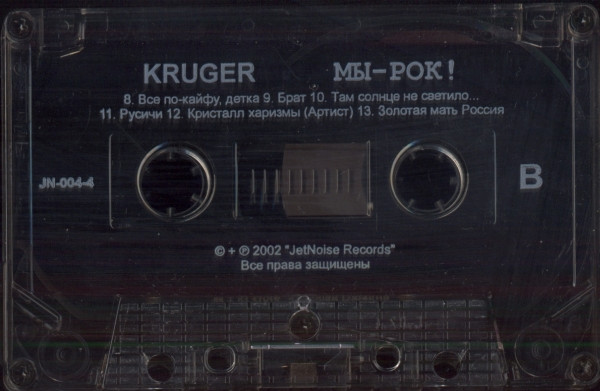 KRUGER МЫ-РОК!
8. Все по-кайфу, детка 9. Брат 10. Там солнце не светило...
11. Русичи 12. Кристалл харизмы (Артист) 13. Золотая мать Россия
JN-004-4
B
© + ℗ 2002 "JetNoise Records"
Все права защищены